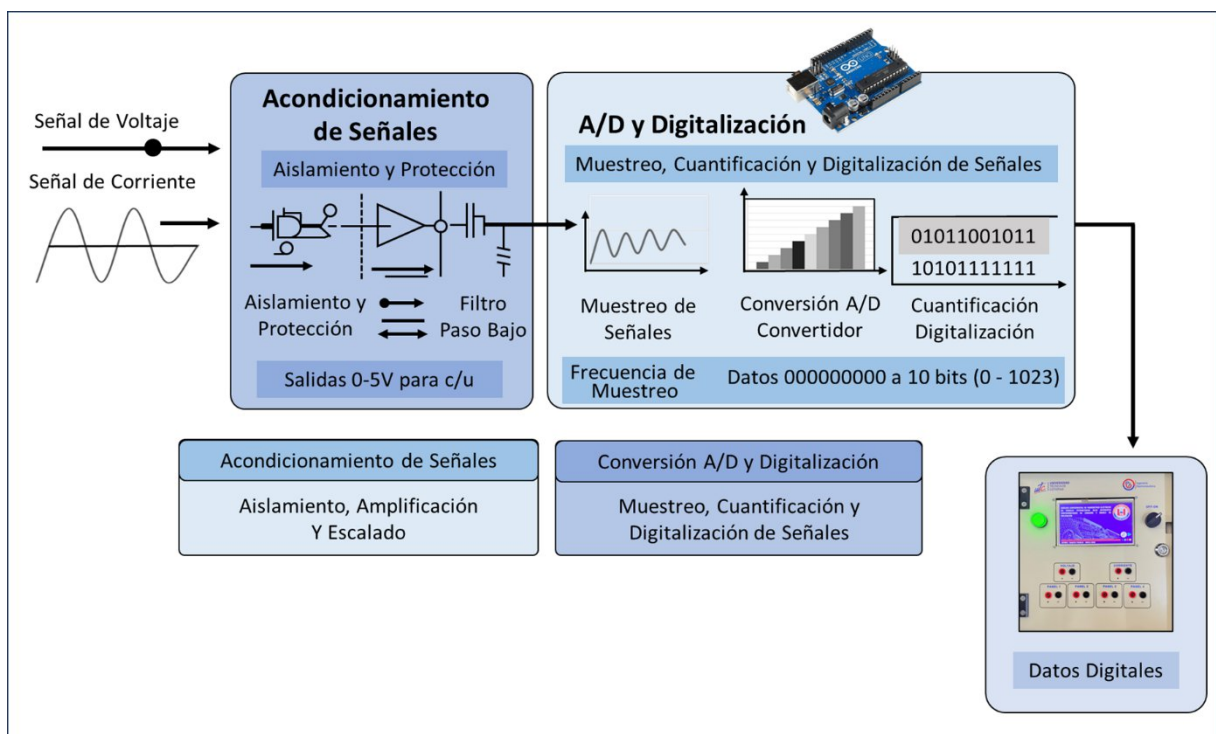 Señal de Voltaje
Señal de Corriente
Acondicionamiento
de Señales
Aislamiento y Protección
Aislamiento y
Protección
Filtro
Paso Bajo
Salidas 0-5V para c/u
A/D y Digitalización
Muestreo, Cuantificación y Digitalización de Señales
Muestreo de
Señales
Conversión A/D
Convertidor
01011001011
10101111111
Cuantificación
Digitalización
Frecuencia de
Muestreo
Datos 000000000 a 10 bits (0 - 1023)
Acondicionamiento de Señales
Aislamiento, Amplificación
Y Escalado
Conversión A/D y Digitalización
Muestreo, Cuantificación y
Digitalización de Señales
Datos Digitales